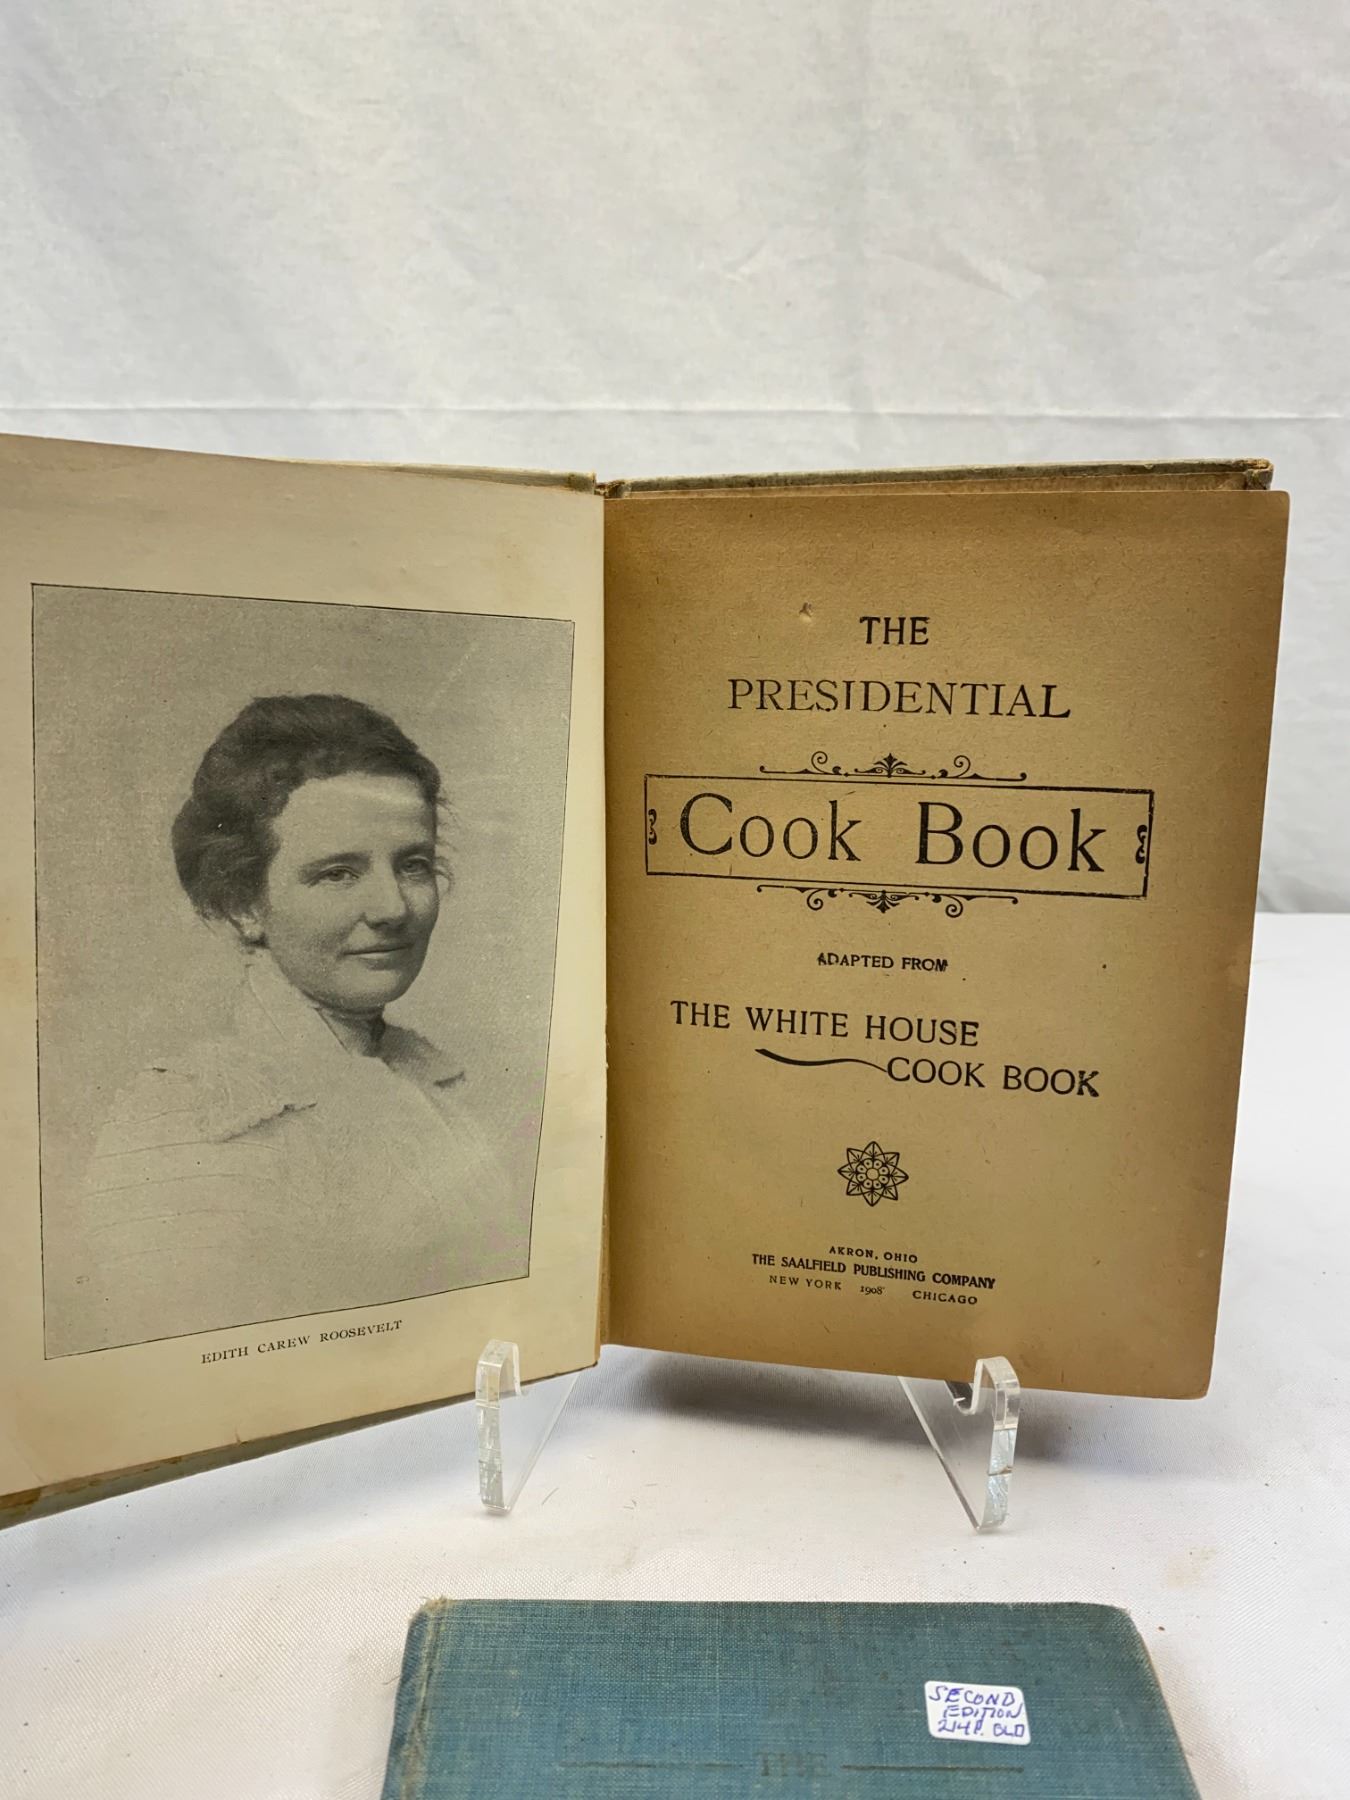 EDITH CAREW ROOSEVELT
THE
PRESIDENTIAL
Cook Book
ADAPTED FROM
THE WHITE HOUSE
COOK BOOK
AKRON, OHIO
THE SAALFIELD PUBLISHING COMPANY
NEW YORK 1908 CHICAGO
SECOND
EDITION
214P.
THE